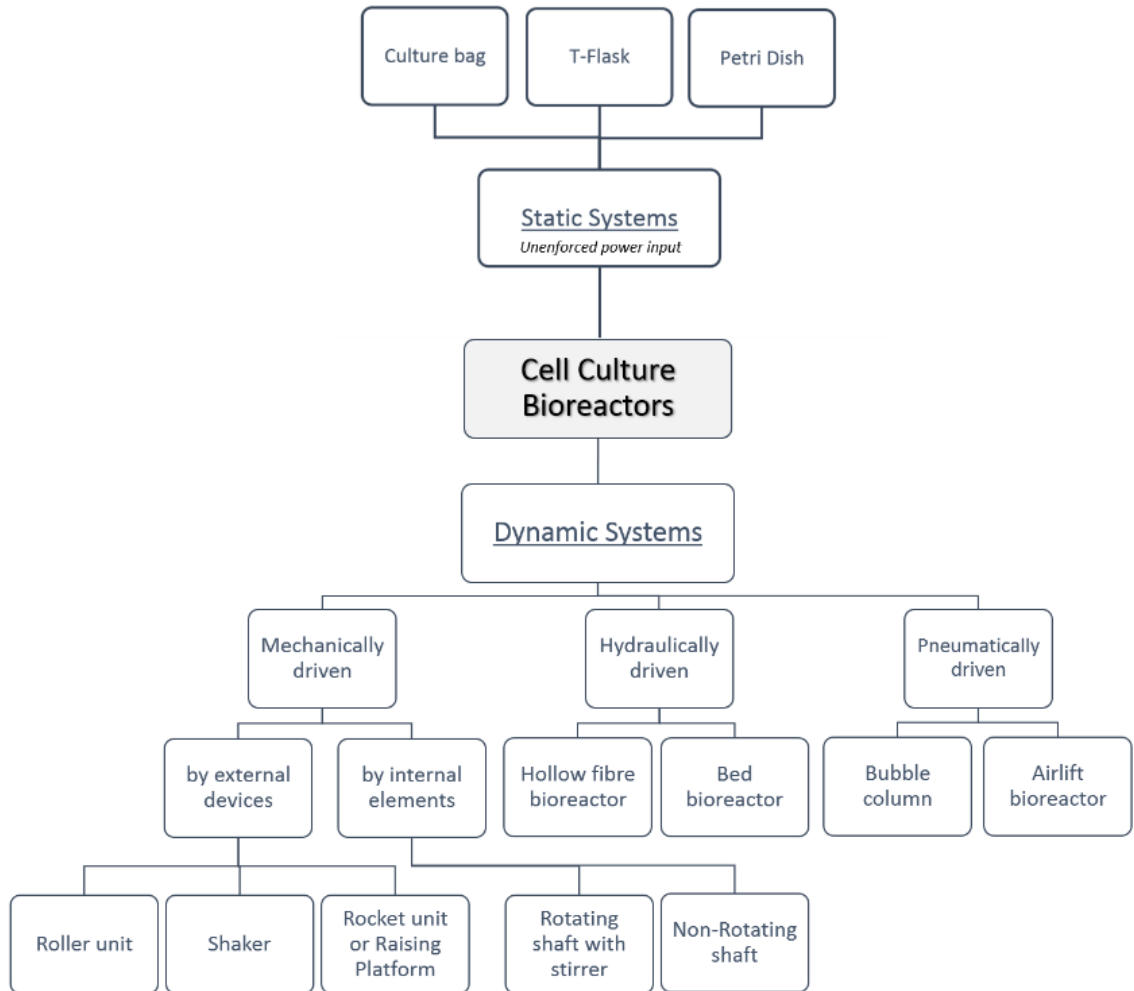 Culture bag
T-Flask
Petri Dish
Static Systems
Unenforced power input
Cell Culture
Bioreactors
Dynamic Systems
Mechanically
driven
Hydraulically
driven
Pneumatically
driven
by external
devices
by internal
elements
Hollow fibre
bioreactor
Bed
bioreactor
Bubble
column
Airlift
bioreactor
Roller unit
Shaker
Rocket unit
or Raising
Platform
Rotating
shaft with
stirrer
Non-Rotating
shaft